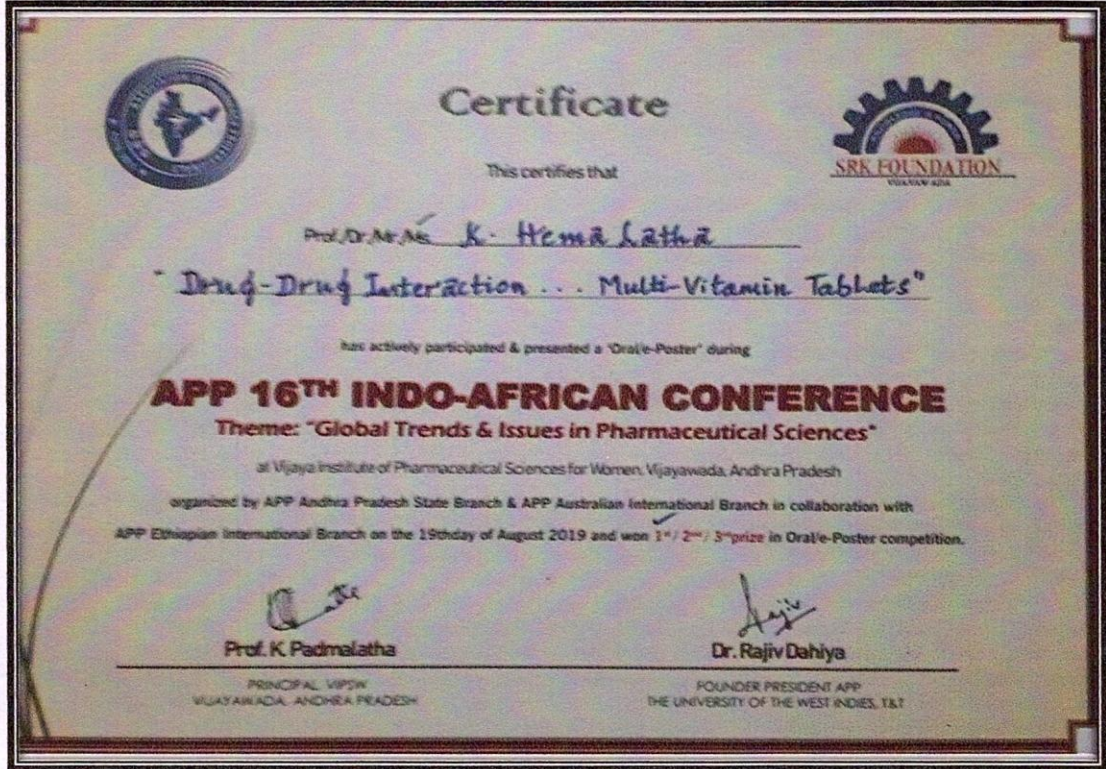 Certificate
SRK FOUNDATION
VIJAYAWADA
This certifies that
Prof./Dr./Mr./Ms. K. Hema Latha
"Drug-Drug Interaction ... Multi-Vitamin Tablets"
has actively participated & presented a 'Oral/e-Poster' during
APP 16TH INDO-AFRICAN CONFERENCE
Theme: "Global Trends & Issues in Pharmaceutical Sciences"
at Vijaya Institute of Pharmaceutical Sciences for Women, Vijayawada, Andhra Pradesh
organized by APP Andhra Pradesh State Branch & APP Australian International Branch in collaboration with
APP Ethiopian International Branch on the 19thday of August 2019 and won 1st/ 2nd/ 3rdprize in Oral/e-Poster competition.
Rajiv
Prof. K. Padmalatha
Dr. Rajiv Dahiya
PRINCIPAL, VIPSW
VIJAYAWADA, ANDHRA PRADESH
FOUNDER PRESIDENT APP
THE UNIVERSITY OF THE WEST INDIES, T&T